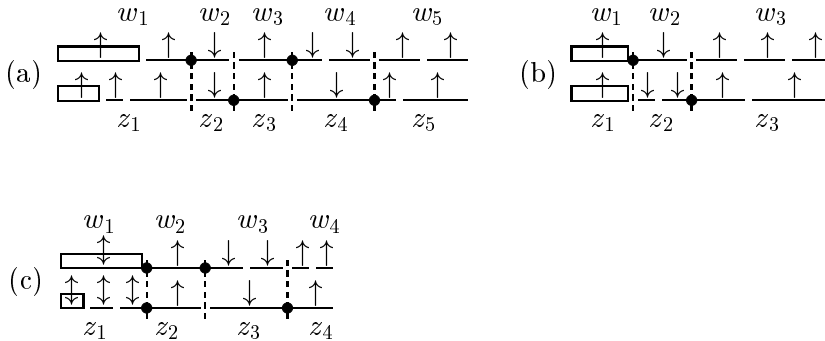 w₁ w₂ w₃ w₄ w₅
(a)
z₁ z₂ z₃ z₄ z₅
w₁ w₂ w₃
(b)
z₁ z₂ z₃
w₁ w₂ w₃ w₄
(c)
z₁ z₂ z₃ z₄